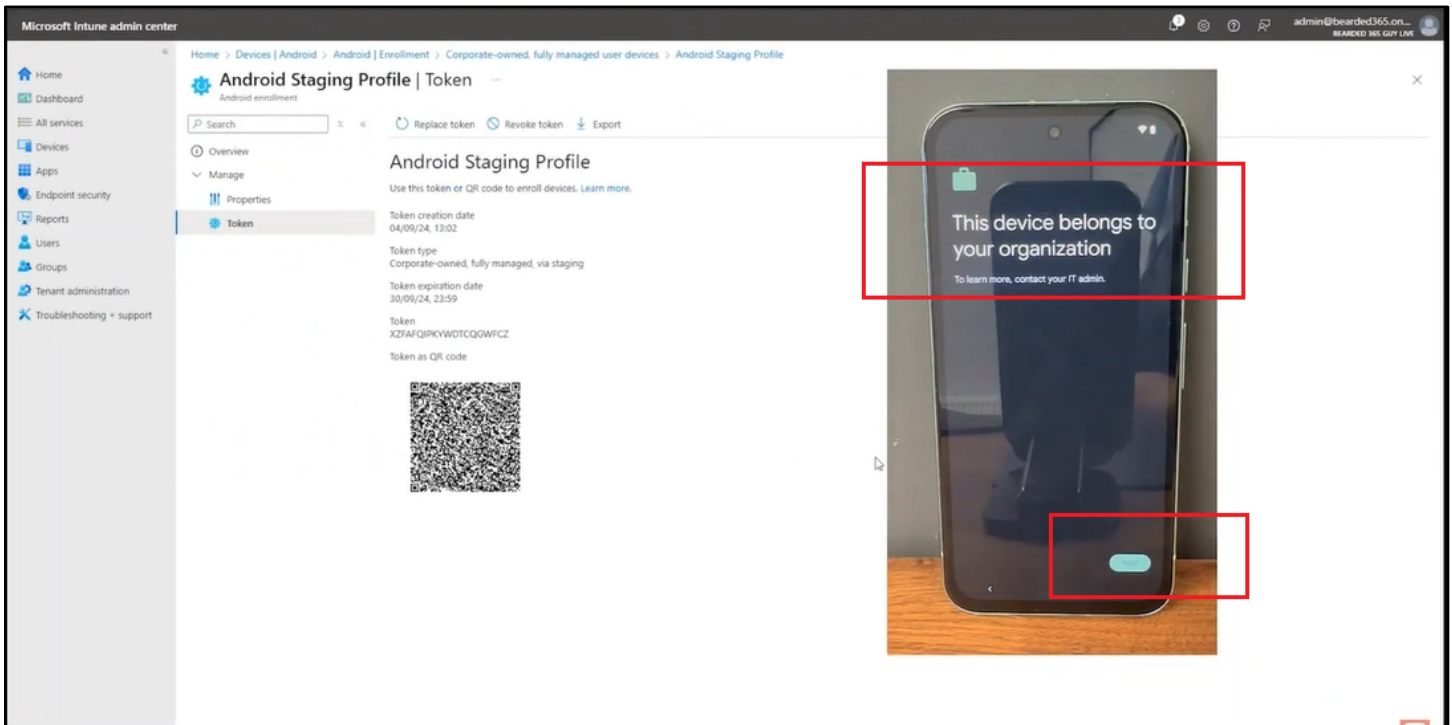 Microsoft Intune admin center
3
admin@bearded365.on...
BEARDED 365 GUY LIVE
Home > Devices | Android > Android | Enrollment > Corporate-owned, fully managed user devices > Android Staging Profile
Android Staging Profile | Token ...
Android enrollment
Home
Dashboard
All services
Devices
Apps
Endpoint security
Reports
Users
Groups
Tenant administration
Troubleshooting + support
Search
Overview
Manage
Properties
Token
Replace token
Revoke token
Export
Android Staging Profile
Use this token or QR code to enroll devices. Learn more.
Token creation date
04/09/24, 13:02
Token type
Corporate-owned, fully managed, via staging
Token expiration date
30/09/24, 23:59
Token
XZFAFQIPKYWDTCQGWFCZ
Token as QR code
This device belongs to
your organization
To learn more, contact your IT admin.
Next